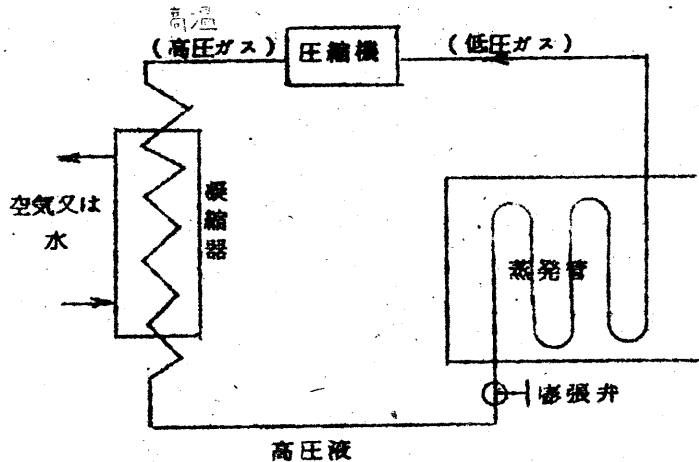 高温
(高圧ガス)
圧縮機
(低圧ガス)
空気又は
水
凝縮器
蒸発管
膨張弁
高圧液